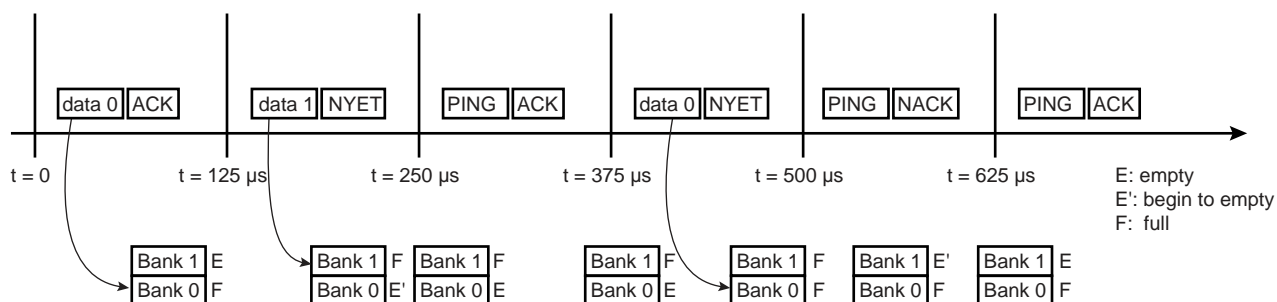 data 0 ACK data 1 NYET PING ACK data 0 NYET PING NACK PING ACK
t = 0 t = 125 µs t = 250 µs t = 375 µs t = 500 µs t = 625 µs
E: empty
E': begin to empty
F: full
Bank 1 E Bank 1 F Bank 1 F Bank 1 F Bank 1 F Bank 1 E' Bank 1 E
Bank 0 F Bank 0 E' Bank 0 E Bank 0 E Bank 0 F Bank 0 F Bank 0 F